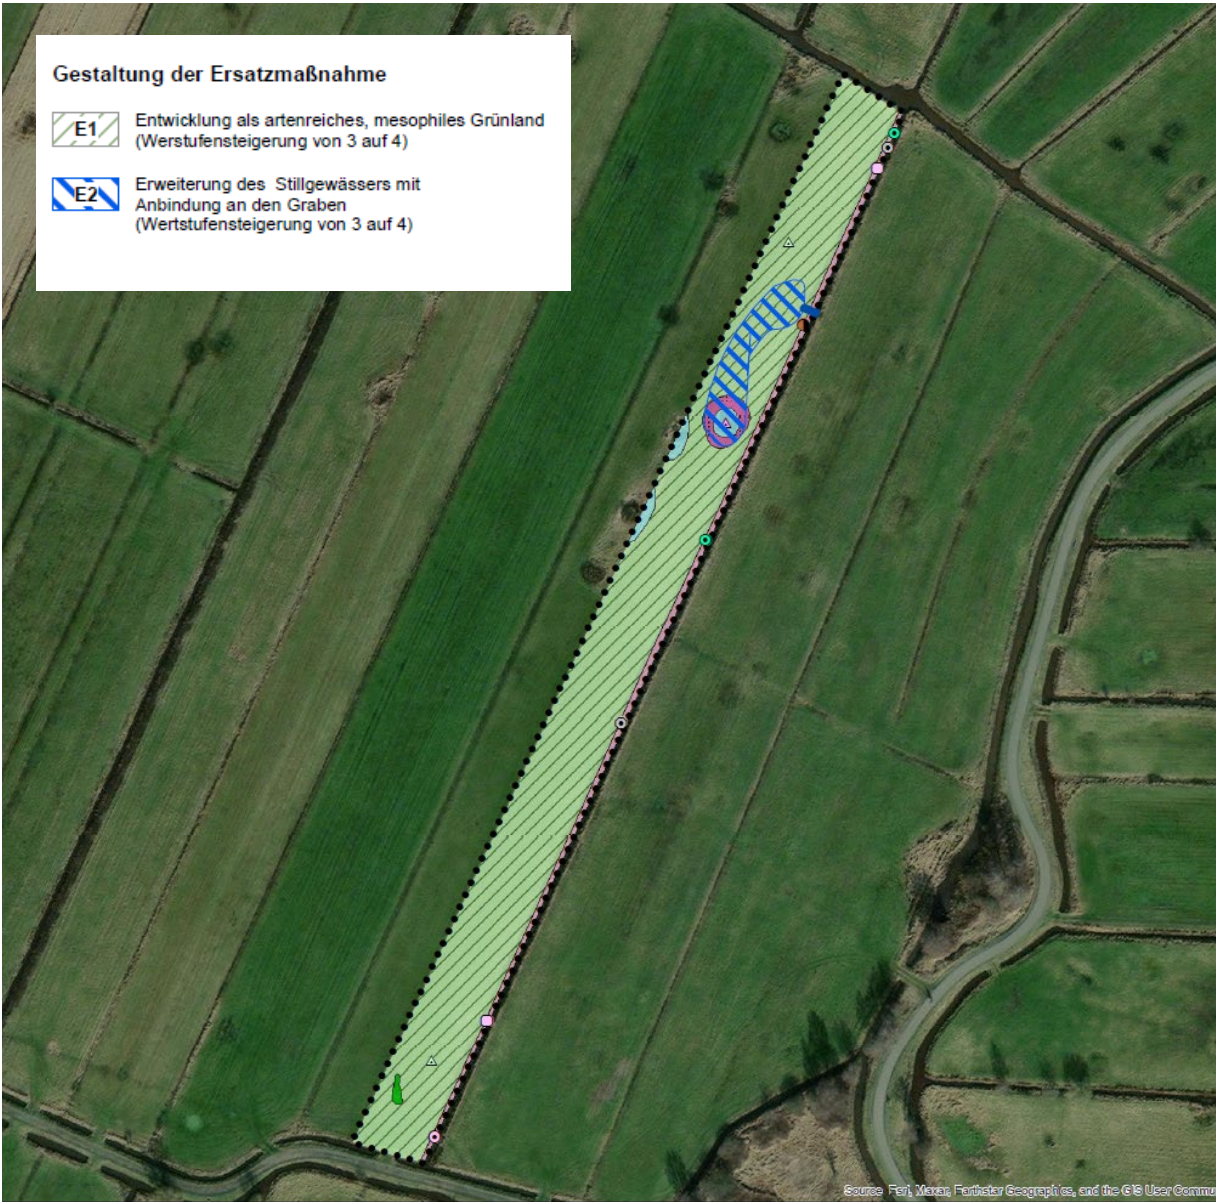 Gestaltung der Ersatzmaßnahme
E1
Entwicklung als artenreiches, mesophiles Grünland
(Werstufensteigerung von 3 auf 4)
E2
Erweiterung des Stillgewässers mit
Anbindung an den Graben
(Wertstufensteigerung von 3 auf 4)
Source: Esri, Maxar, Earthstar Geographics, and the GIS User Commu